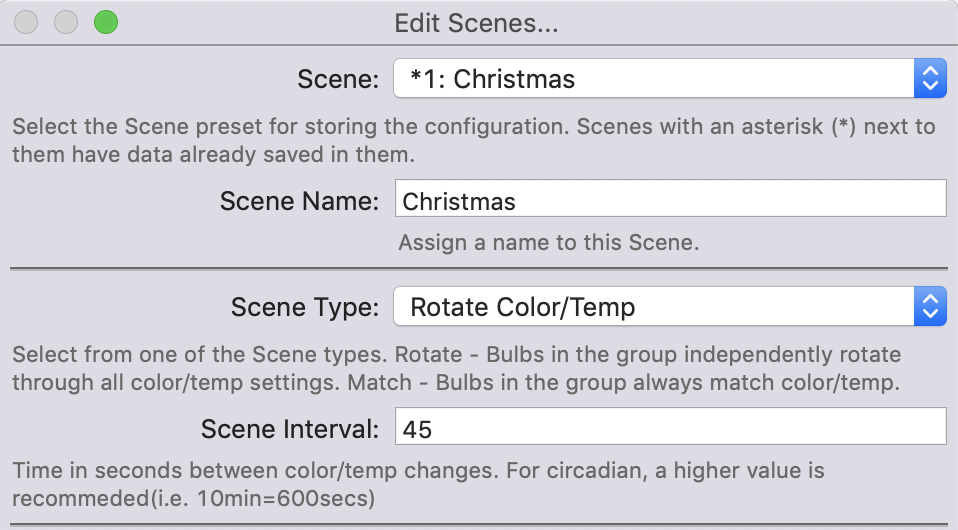 Edit Scenes...
Scene: *1: Christmas
Select the Scene preset for storing the configuration. Scenes with an asterisk (*) next to
them have data already saved in them.
Scene Name: Christmas
Assign a name to this Scene.
Scene Type: Rotate Color/Temp
Select from one of the Scene types. Rotate - Bulbs in the group independently rotate
through all color/temp settings. Match - Bulbs in the group always match color/temp.
Scene Interval: 45
Time in seconds between color/temp changes. For circadian, a higher value is
recommeded(i.e. 10min=600secs)